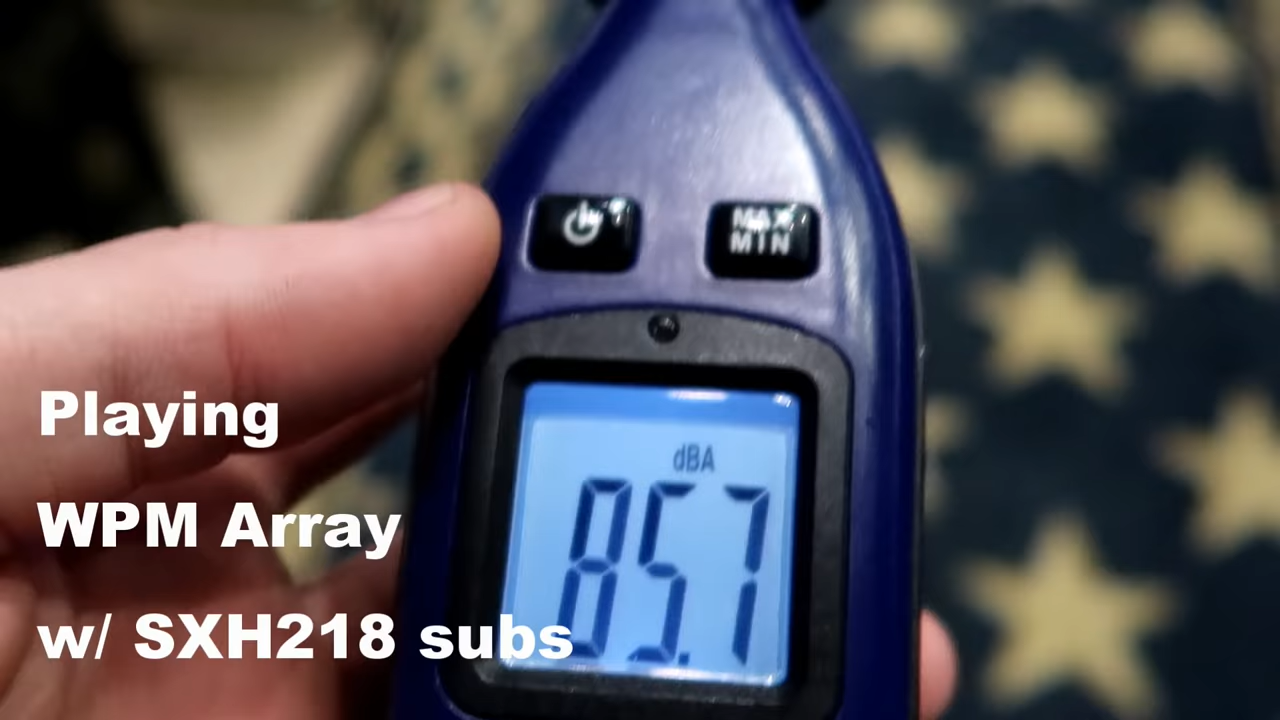 MAX
MIN
dBA
85.7
Playing
WPM Array
w/ SXH218 subs